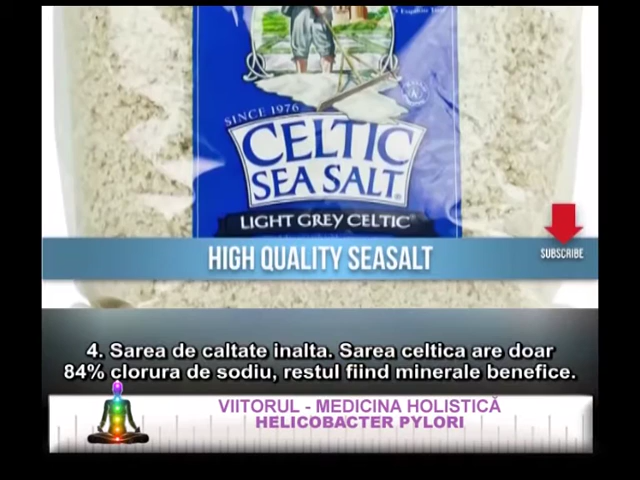 SINCE 1976
CELTIC
SEA SALT
LIGHT GREY CELTIC
HIGH QUALITY SEASALT
SUBSCRIBE
4. Sarea de caltate inalta. Sarea celtica are doar
84% clorura de sodiu, restul fiind minerale benefice.
VIITORUL - MEDICINA HOLISTICĂ
HELICOBACTER PYLORI